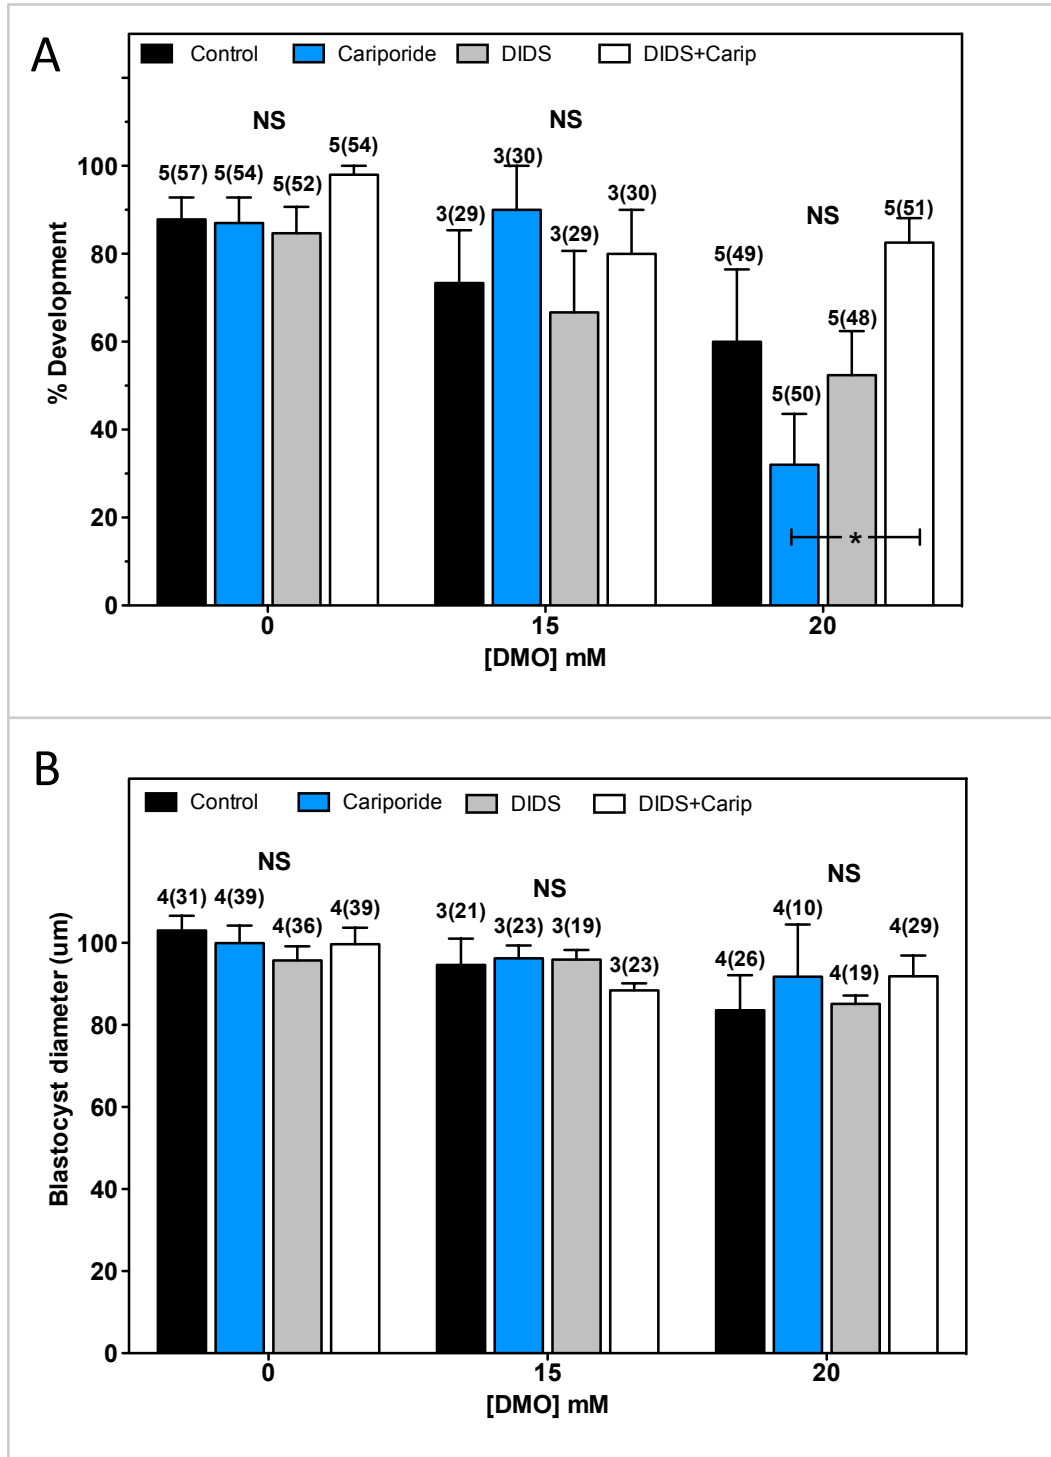 A
Control Cariporide DIDS DIDS+Carip
NS NS NS
5(57) 5(54) 5(52) 5(54) 3(29) 3(30) 3(29) 3(30) 5(49) 5(50) 5(48) 5(51)
*
% Development
100
80
60
40
20
0
0 15 20
[DMO] mM
B
Control Cariporide DIDS DIDS+Carip
NS NS NS
4(31) 4(39) 4(36) 4(39) 3(21) 3(23) 3(19) 3(23) 4(26) 4(10) 4(19) 4(29)
Blastocyst diameter (um)
100
80
60
40
20
0
0 15 20
[DMO] mM